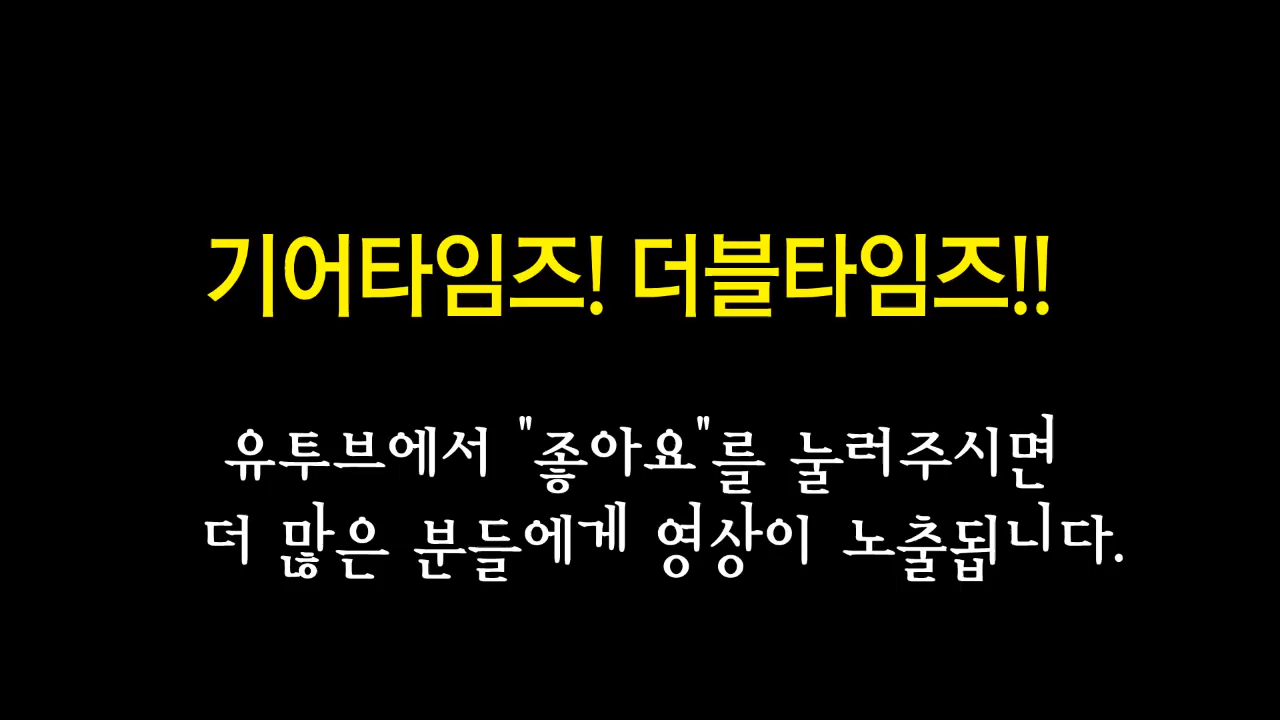 기어타임즈! 더블타임즈!!
유투브에서 "좋아요"를 눌러주시면
더 많은 분들에게 영상이 노출됩니다.